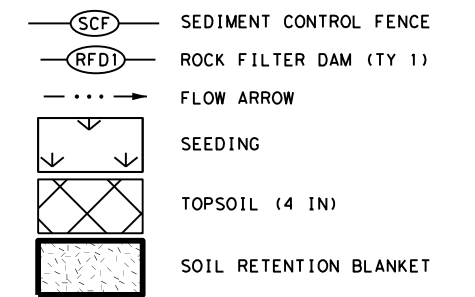 SCF SEDIMENT CONTROL FENCE
RFD1 ROCK FILTER DAM (TY 1)
FLOW ARROW
SEEDING
TOPSOIL (4 IN)
SOIL RETENTION BLANKET